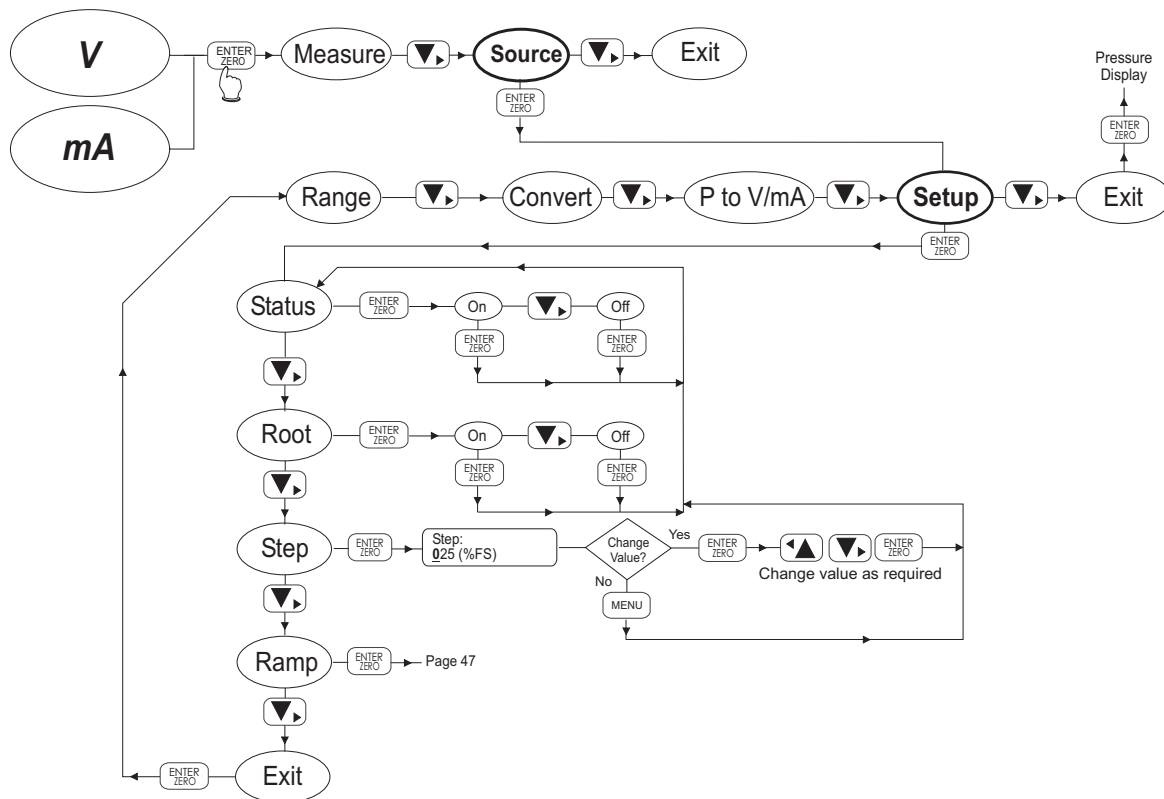 V
ENTER
ZERO
Measure
Source
Exit
ENTER
ZERO
mA
Pressure
Display
ENTER
ZERO
Range
Convert
P to V/mA
Setup
Exit
ENTER
ZERO
Status
ENTER
ZERO
On
Off
ENTER
ZERO
ENTER
ZERO
Root
ENTER
ZERO
On
Off
ENTER
ZERO
ENTER
ZERO
Step
ENTER
ZERO
Step:
025 (%FS)
Change
Value?
Yes
ENTER
ZERO
ENTER
ZERO
Change value as required
No
MENU
Ramp
ENTER
ZERO
Page 47
ENTER
ZERO
Exit